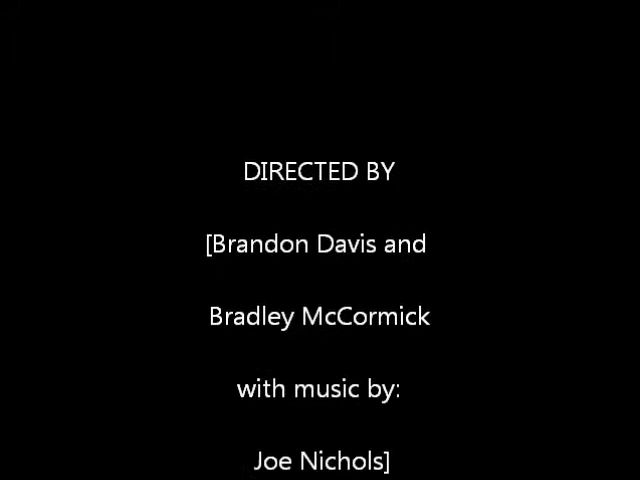 DIRECTED BY
[Brandon Davis and
Bradley McCormick
with music by:
Joe Nichols]